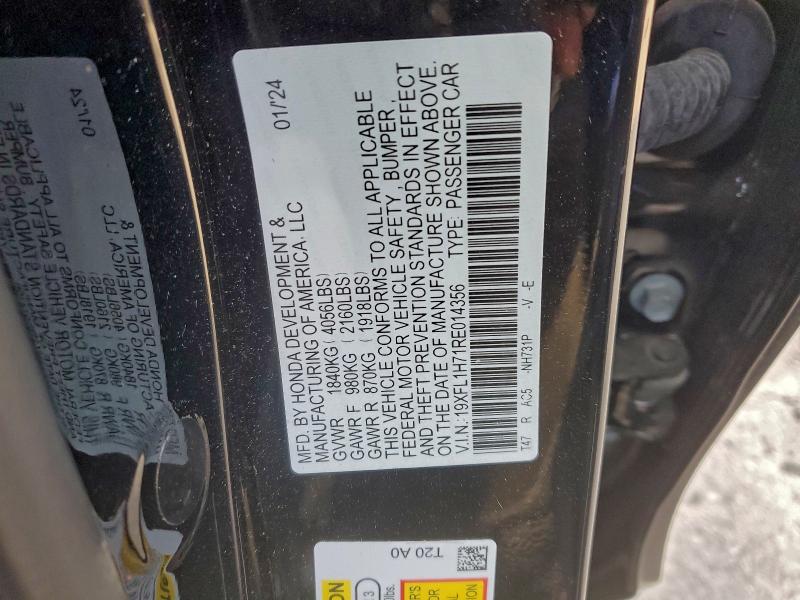 MFD. BY HONDA DEVELOPMENT &
MANUFACTURING OF AMERICA, LLC
01/'24
GVWR 1840KG (4066LBS)
GAWR F 980KG (2160LBS)
GAWR R 870KG (1918LBS)
THIS VEHICLE CONFORMS TO ALL APPLICABLE
FEDERAL MOTOR VEHICLE SAFETY, BUMPER,
AND THEFT PREVENTION STANDARDS IN EFFECT
ON THE DATE OF MANUFACTURE SHOWN ABOVE.
V.I.N.: 19XFL1H71RE014356 TYPE: PASSENGER CAR
T47 R AC5 NH731P -V -E
T20 A0